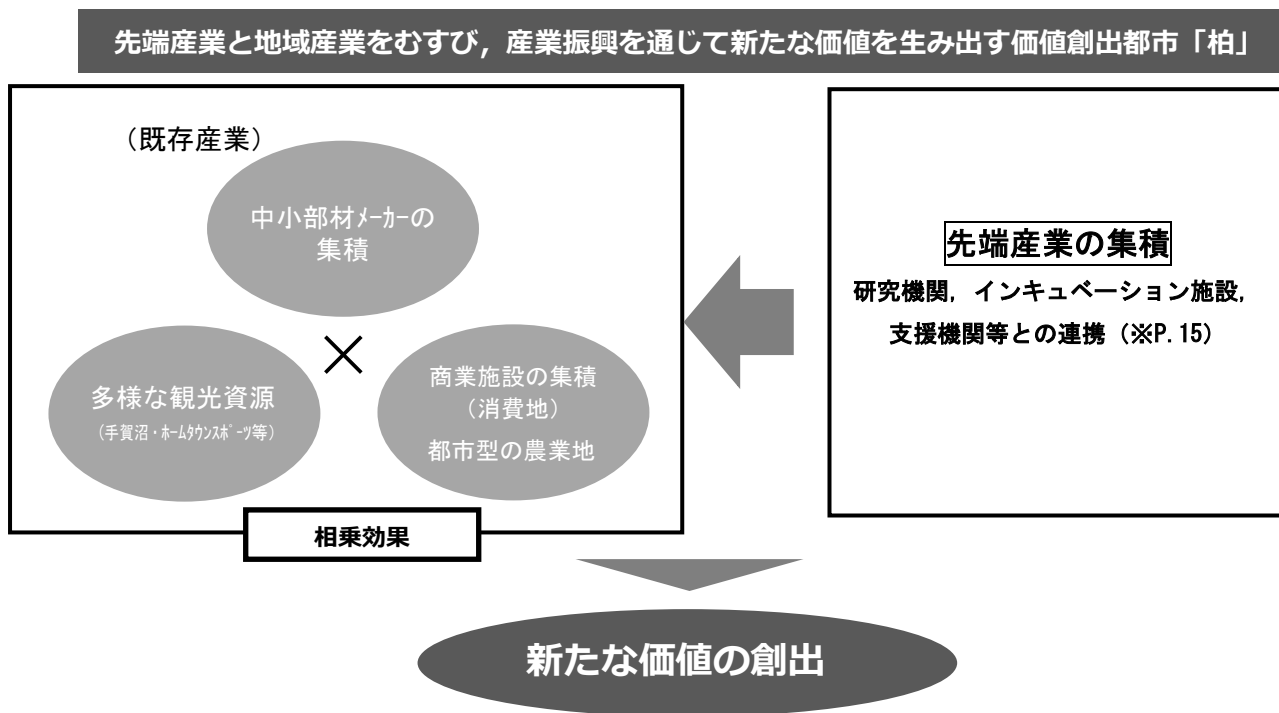 先端産業と地域産業をむすび，産業振興を通じて新たな価値を生み出す価値創出都市「柏」
（既存産業）
中小部材ﾒｰｶｰの
集積
×
多様な観光資源
（手賀沼・ﾎｰﾑﾀｳﾝｽﾎﾟｰﾂ等）
商業施設の集積
（消費地）
都市型の農業地
相乗効果
先端産業の集積
研究機関，インキュベーション施設，
支援機関等との連携（※P.15）
新たな価値の創出